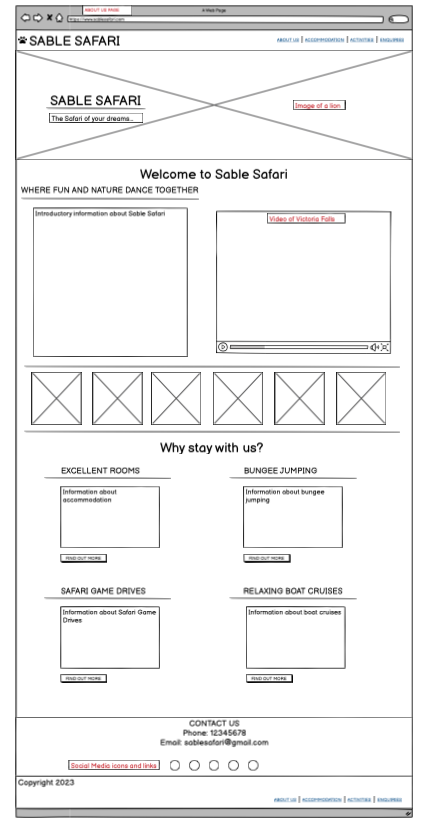 ABOUT US PAGE
A Web Page
https://www.sablesafari.com
SABLE SAFARI
ABOUT US | ACCOMMODATION | ACTIVITIES | ENQUIRIES
SABLE SAFARI
The Safari of your dreams..
Image of a lion
Welcome to Sable Safari
WHERE FUN AND NATURE DANCE TOGETHER
Introductory information about Sable Safari
Video of Victoria Falls
Why stay with us?
EXCELLENT ROOMS
Information about
accommodation
FIND OUT MORE
BUNGEE JUMPING
Information about bungee
jumping
FIND OUT MORE
SAFARI GAME DRIVES
Information about Safari Game
Drives
FIND OUT MORE
RELAXING BOAT CRUISES
Information about boat cruises
FIND OUT MORE
CONTACT US
Phone: 12345678
Email: sablesafari@gmail.com
Social Media icons and links
Copyright 2023
ABOUT US | ACCOMMODATION | ACTIVITIES | ENQUIRIES